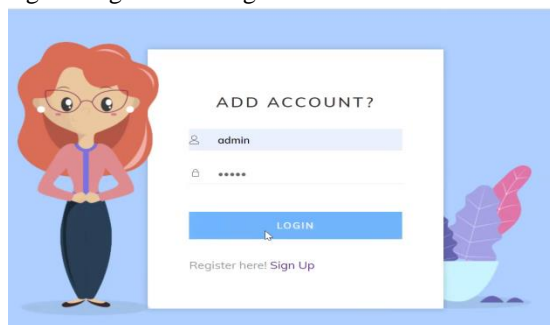 ADD ACCOUNT?
admin
•••••
LOGIN
Register here! Sign Up